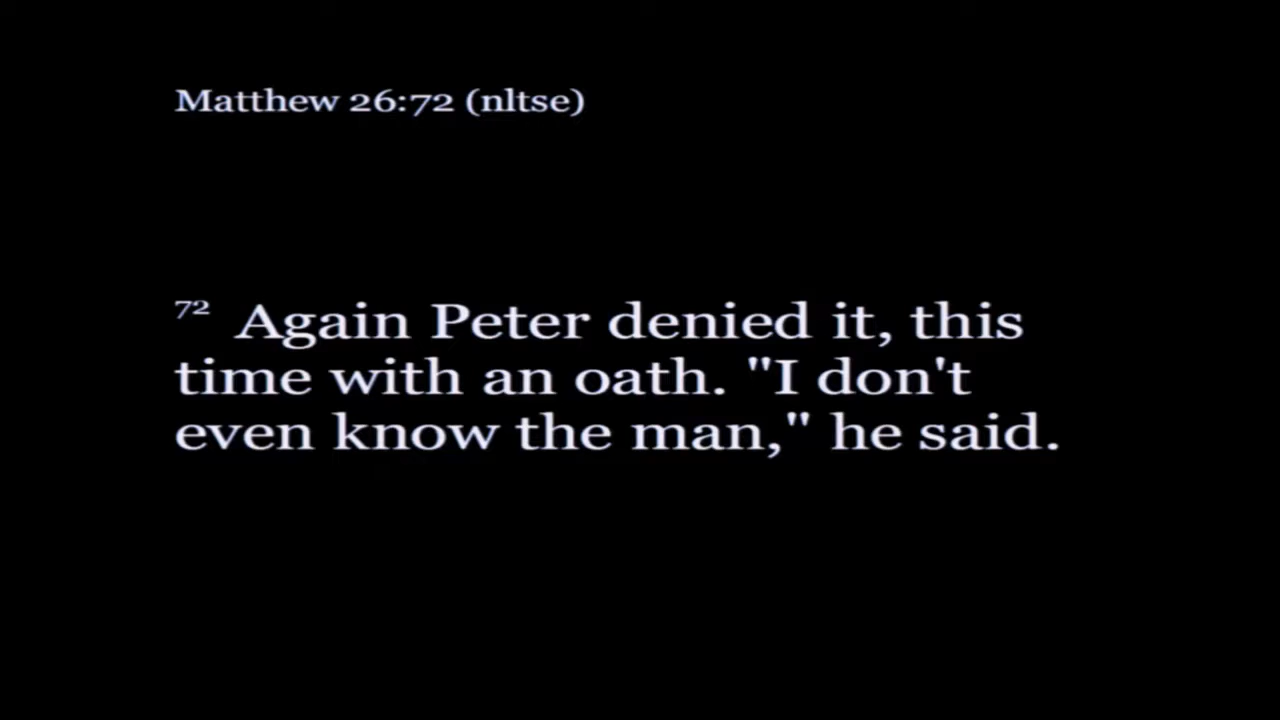 Matthew 26:72 (nltse)
72 Again Peter denied it, this
time with an oath. "I don't
even know the man," he said.